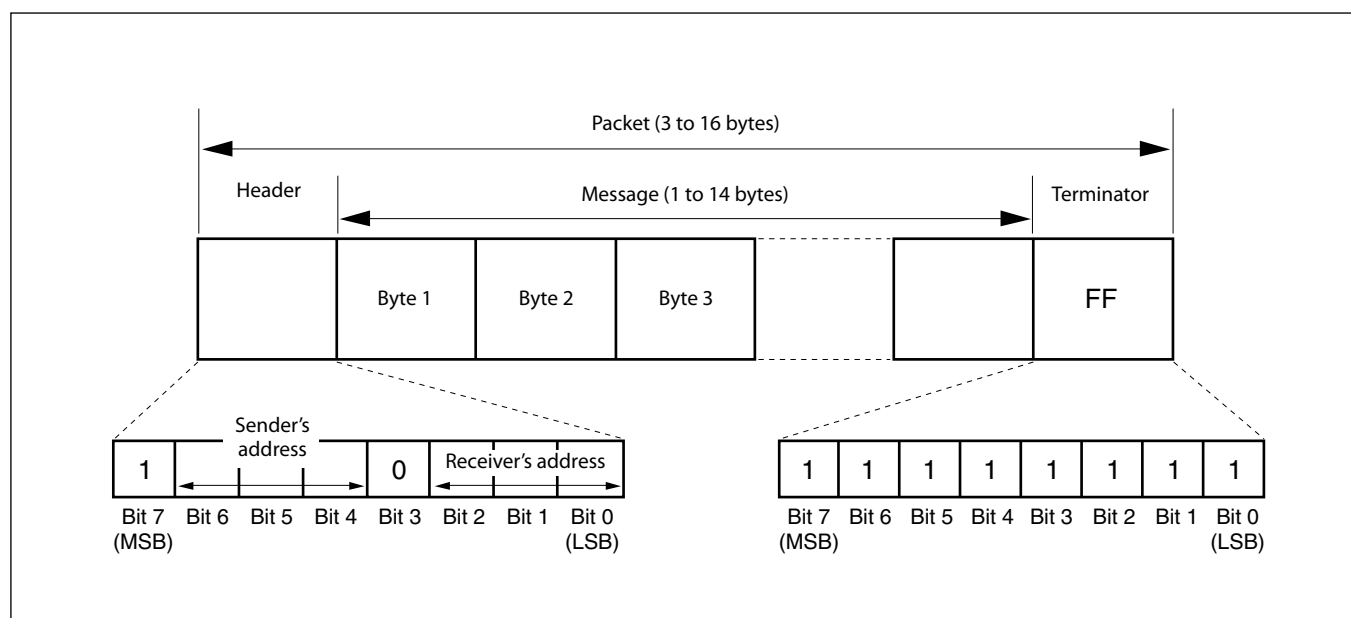 Packet (3 to 16 bytes)
Header
Message (1 to 14 bytes)
Terminator
Byte 1
Byte 2
Byte 3
FF
Sender's
address
1
0
Receiver's address
Bit 7
(MSB)
Bit 6
Bit 5
Bit 4
Bit 3
Bit 2
Bit 1
Bit 0
(LSB)
1 1 1 1 1 1 1 1
Bit 7
(MSB)
Bit 6
Bit 5
Bit 4
Bit 3
Bit 2
Bit 1
Bit 0
(LSB)